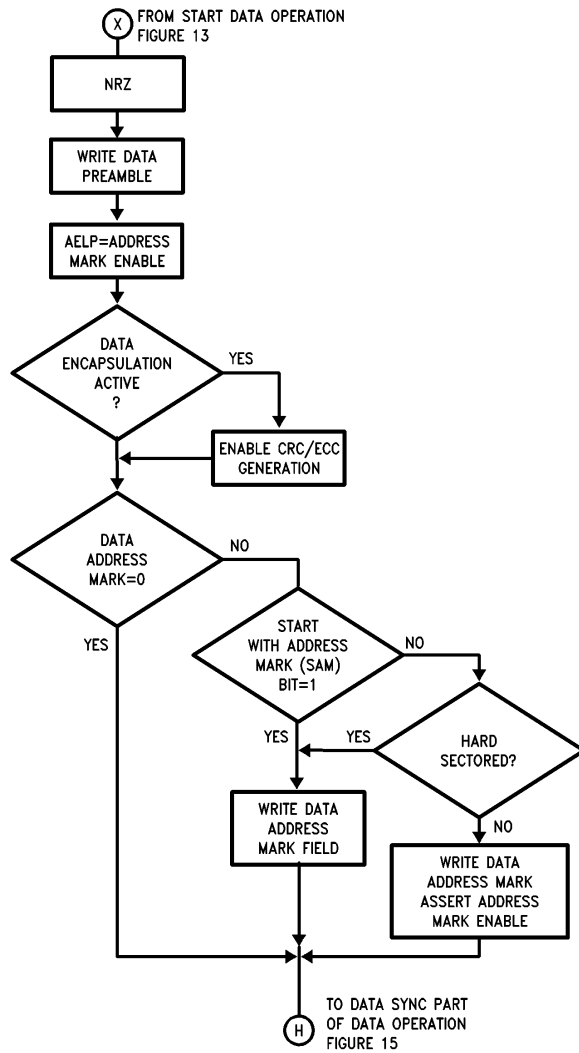 X
FROM START DATA OPERATION
FIGURE 13
NRZ
WRITE DATA
PREAMBLE
AELP=ADDRESS
MARK ENABLE
DATA
ENCAPSULATION
ACTIVE
?
YES
ENABLE CRC/ECC
GENERATION
DATA
ADDRESS
MARK=0
NO
YES
START
WITH ADDRESS
MARK (SAM)
BIT=1
NO
YES
YES
HARD
SECTORED?
NO
WRITE DATA
ADDRESS
MARK FIELD
WRITE DATA
ADDRESS MARK
ASSERT ADDRESS
MARK ENABLE
H
TO DATA SYNC PART
OF DATA OPERATION
FIGURE 15